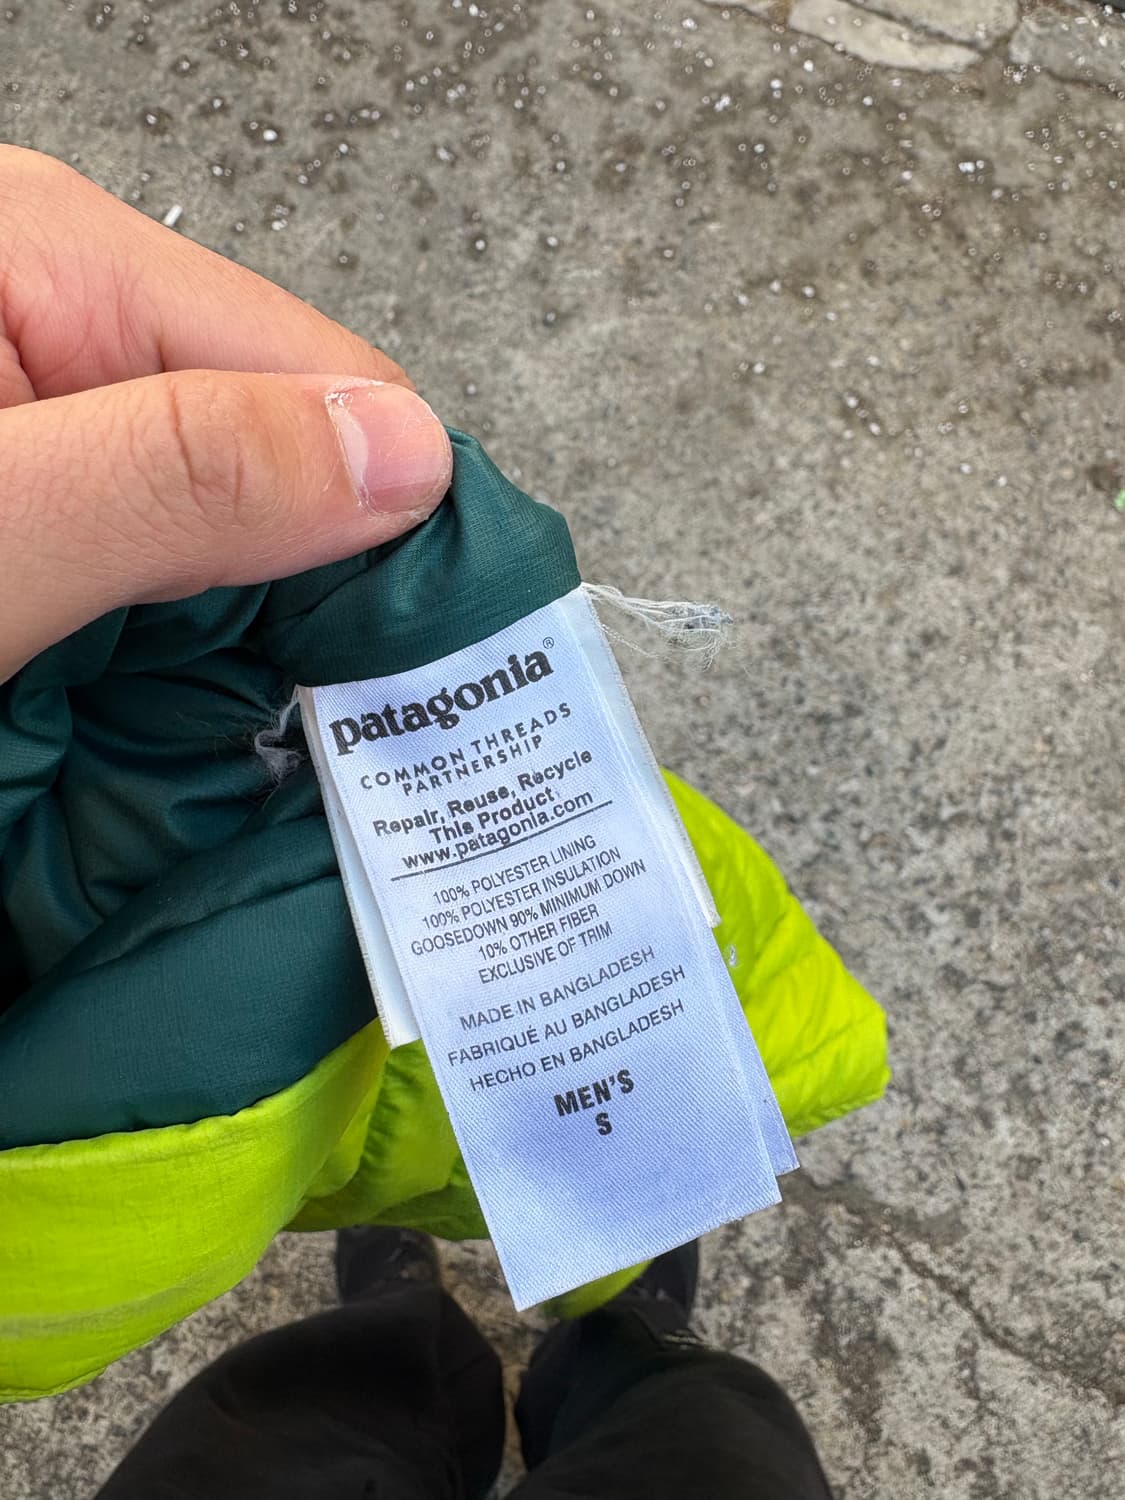 patagonia®
COMMON THREADS
PARTNERSHIP
Repair, Reuse, Recycle
This Product
www.patagonia.com
100% POLYESTER LINING
100% POLYESTER INSULATION
GOOSEDOWN 90% MINIMUM DOWN
10% OTHER FIBER
EXCLUSIVE OF TRIM
MADE IN BANGLADESH
FABRIQUÉ AU BANGLADESH
HECHO EN BANGLADESH
MEN'S
S